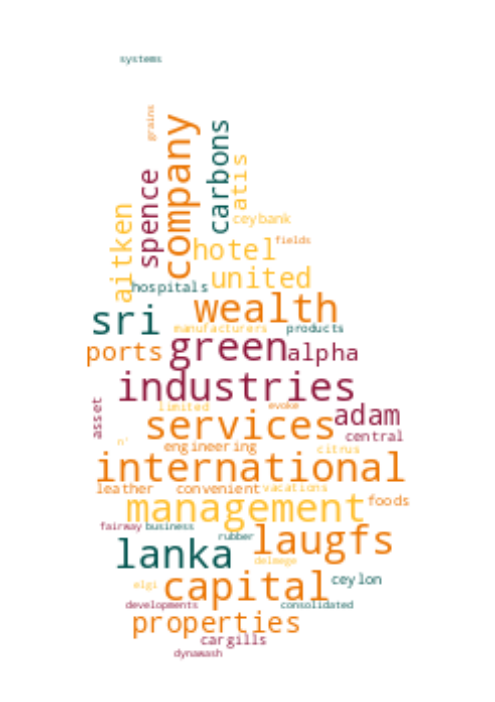 systems
grains
company
carbons
spence
atis
aitken
ceybank
hotel
fields
united
hospitals
wealth
sri
manufacturers
products
green
ports
alpha
industries
asset
limited
evoke
services
adam
central
n'
engineering
citrus
international
leather
convenient
vacations
management
foods
fairway
business
rubber
laugfs
lanka
delmege
capital
ceylon
elgi
developments
consolidated
properties
cargills
dynawash